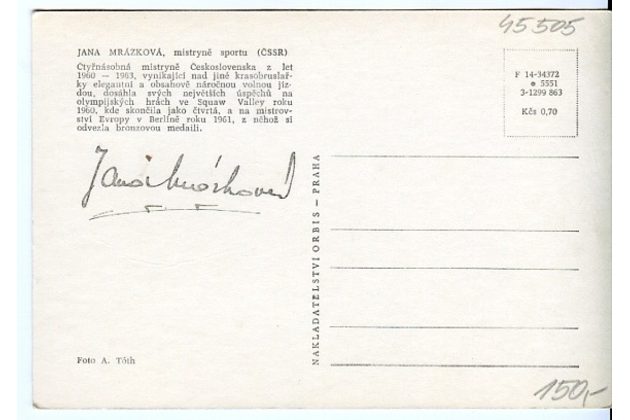 45505
JANA MRÁZKOVÁ, mistryně sportu (ČSSR)
Čtyřnásobná mistryně Československa z let
1960 — 1963, vynikající nad jiné krasobruslař-
ky elegantní a obsahově náročnou volnou jíz-
dou, dosáhla svých největších úspěchů na
olympijských hrách ve Squaw Valley roku
1960, kde skončila jako čtvrtá, a na mistrov-
ství Evropy v Berlíně roku 1961, z něhož si
odvezla bronzovou medaili.
F 14-34372
* 5551
3-1299 863
Kčs 0,70
Jana Mrázková
NAKLADATELSTVÍ ORBIS — PRAHA
Foto A. Tóth
150,-